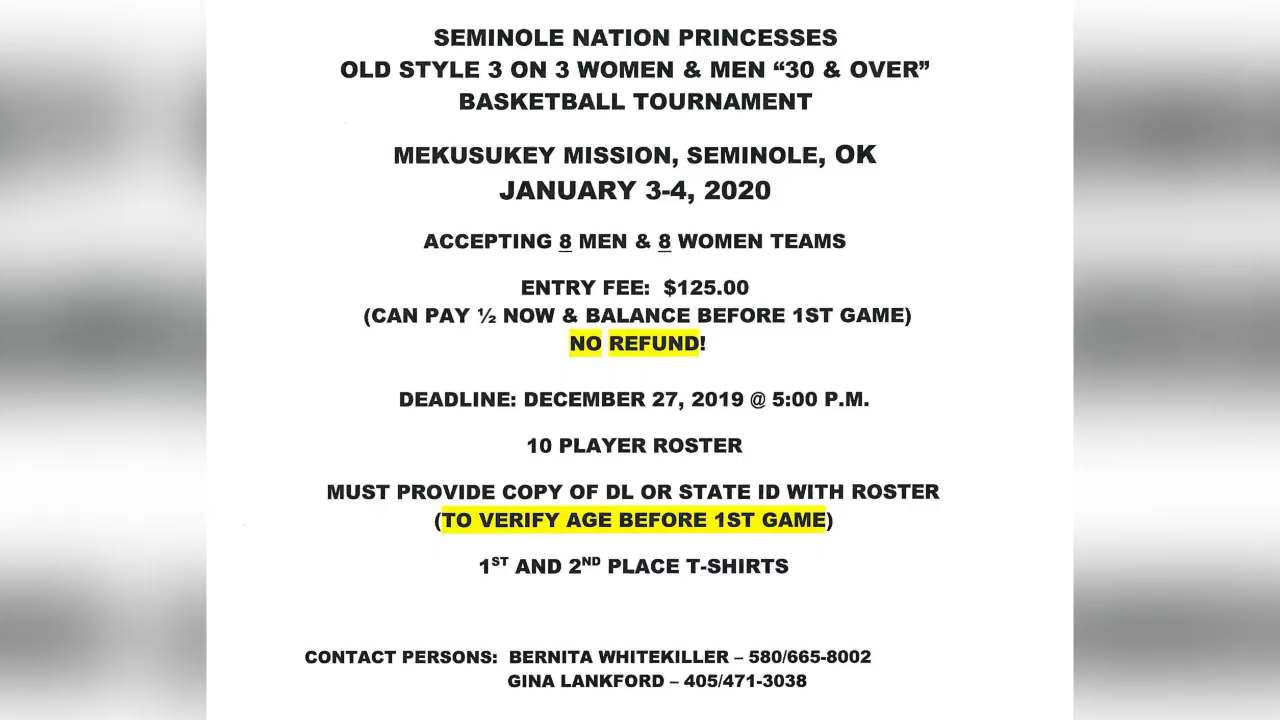 SEMINOLE NATION PRINCESSES
OLD STYLE 3 ON 3 WOMEN & MEN “30 & OVER”
BASKETBALL TOURNAMENT
MEKUSUKEY MISSION, SEMINOLE, OK
JANUARY 3-4, 2020
ACCEPTING 8 MEN & 8 WOMEN TEAMS
ENTRY FEE: $125.00
(CAN PAY ½ NOW & BALANCE BEFORE 1ST GAME)
NO REFUND!
DEADLINE: DECEMBER 27, 2019 @ 5:00 P.M.
10 PLAYER ROSTER
MUST PROVIDE COPY OF DL OR STATE ID WITH ROSTER
(TO VERIFY AGE BEFORE 1ST GAME)
1ST AND 2ND PLACE T-SHIRTS
CONTACT PERSONS: BERNITA WHITEKILLER – 580/665-8002
GINA LANKFORD – 405/471-3038